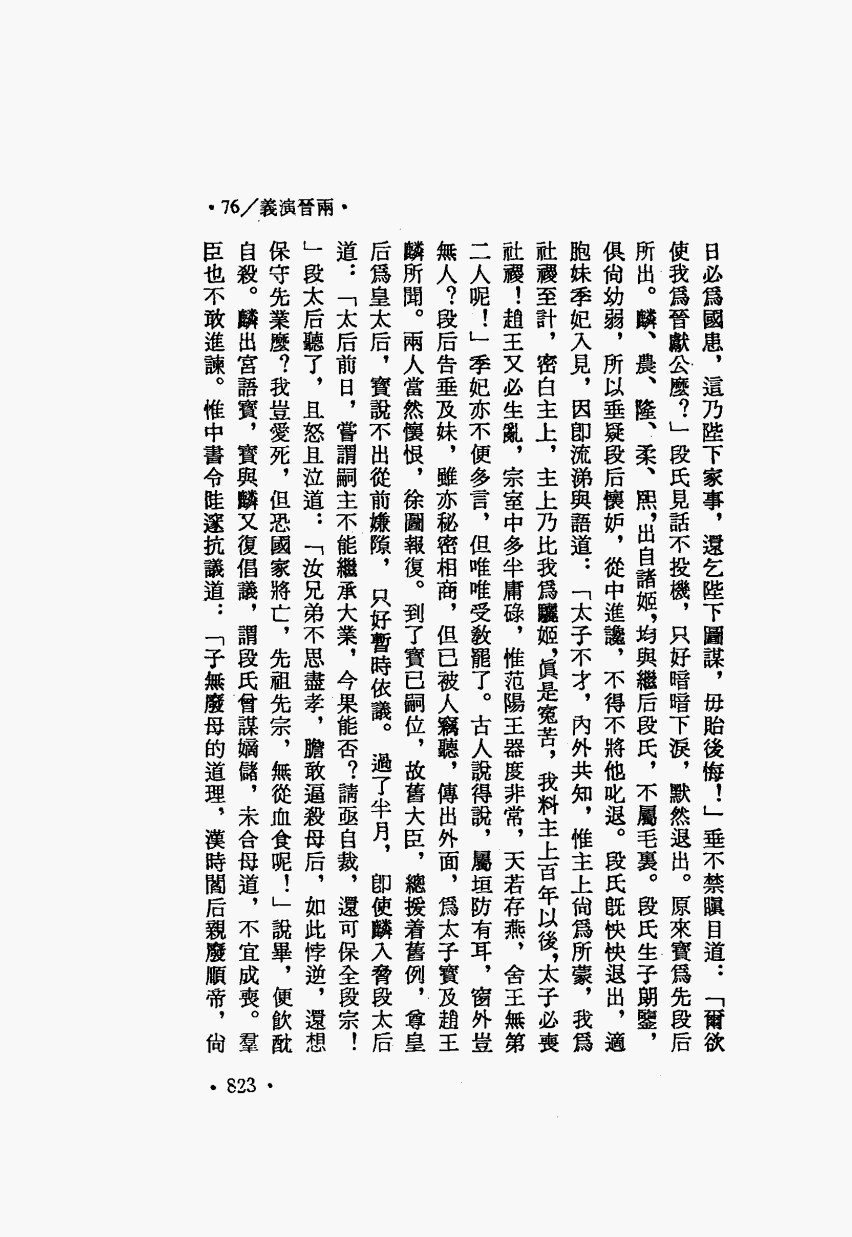 •76／義演晉兩•
日必爲國患，這乃陛下家事，還乞陛下圖謀，毋貽後悔！」垂不禁瞋目道：「爾欲
使我爲晉獻公麼？」段氏見話不投機，只好暗暗下淚，默然退出。原來寶爲先段后
所出。麟、農、隆、柔、熙，出自諸姬，均與繼后段氏，不屬毛裏。段氏生子朗鑒，
俱尙幼弱，所以垂疑段后懷妒，從中進讒，不得不將他叱退。段氏旣怏怏退出，適
胞妹季妃入見，因卽流涕與語道：「太子不才，內外共知，惟主上尙爲所蒙，我爲
社稷至計，密白主上，主上乃比我爲驪姬，眞是冤苦，我料主上百年以後，太子必喪
社稷！趙王又必生亂，宗室中多半庸碌，惟范陽王器度非常，天若存燕，舍王無第
二人呢！」季妃亦不便多言，但唯唯受敎罷了。古人說得說，屬垣防有耳，窗外豈
無人？段后告垂及妹，雖亦秘密相商，但已被人竊聽，傳出外面，爲太子寶及趙王
麟所聞。兩人當然懷恨，徐圖報復。到了寶已嗣位，故舊大臣，總援着舊例，尊皇
后爲皇太后，寶說不出從前嫌隙，只好暫時依議。過了半月，卽使麟入脅段太后
道：「太后前日，嘗謂嗣主不能繼承大業，今果能否？請亟自裁，還可保全段宗！
」段太后聽了，且怒且泣道：「汝兄弟不思盡孝，膽敢逼殺母后，如此悖逆，還想
保守先業麼？我豈愛死，但恐國家將亡，先祖先宗，無從血食呢！」說畢，便飮酖
自殺。麟出宮語寶，寶與麟又復倡議，謂段氏曾謀嫡儲，未合母道，不宜成喪。羣
臣也不敢進諫。惟中書令眭邃抗議道：「子無廢母的道理，漢時閻后親廢順帝，尙
•823•